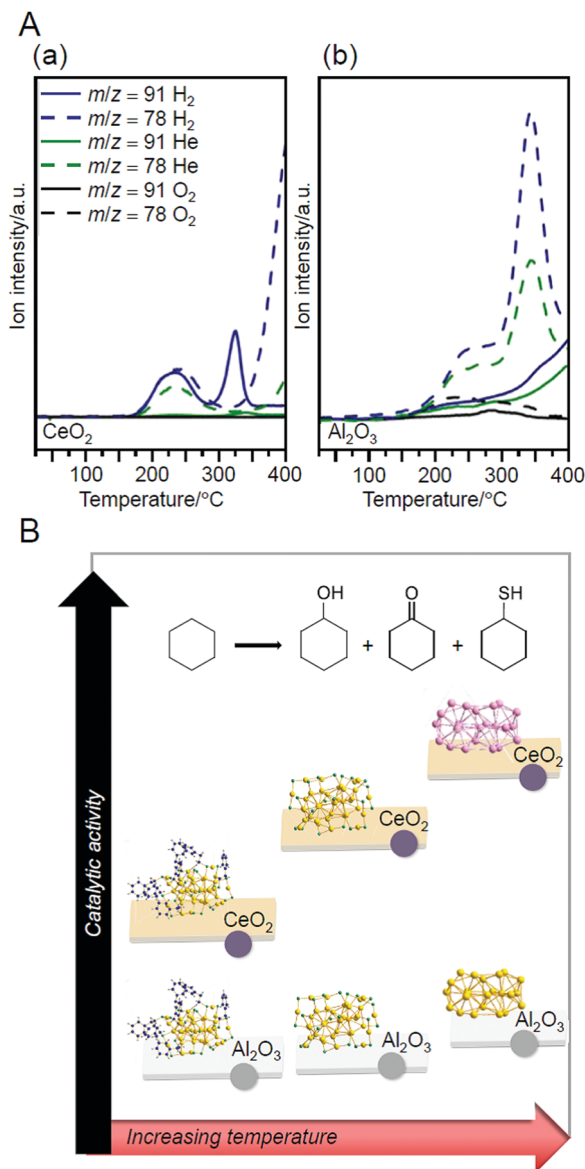 A
(a)
(b)
m/z = 91 H₂
m/z = 78 H₂
m/z = 91 He
m/z = 78 He
m/z = 91 O₂
m/z = 78 O₂
Ion intensity/a.u.
Ion intensity/a.u.
CeO₂
Al₂O₃
100 200 300 400
100 200 300 400
Temperature/°C
Temperature/°C
B
OH
O
SH
+ +
CeO₂
CeO₂
CeO₂
Al₂O₃
Al₂O₃
Al₂O₃
Catalytic activity
Increasing temperature